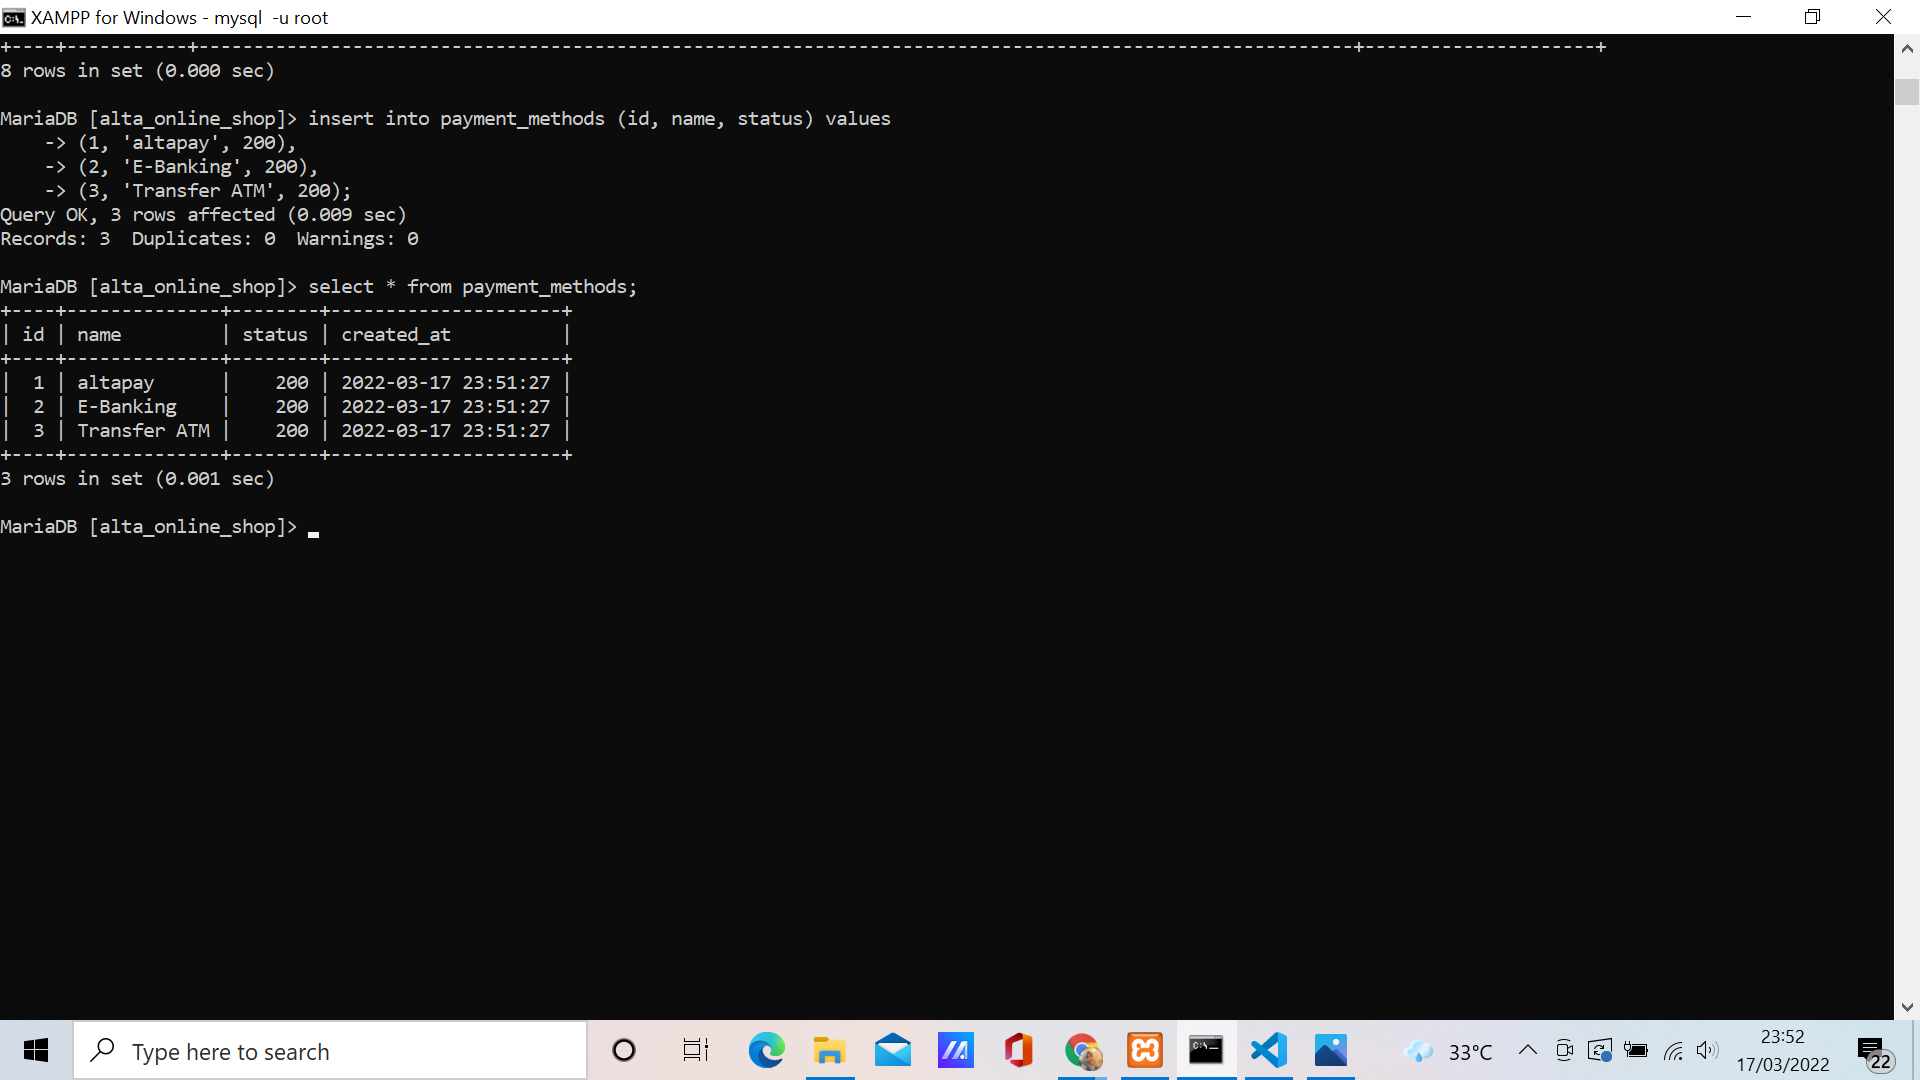 XAMPP for Windows - mysql  -u root
+----+-----------+---------------------------------------------------------------------------------------------------------+---------------------+
8 rows in set (0.000 sec)
MariaDB [alta_online_shop]> insert into payment_methods (id, name, status) values
    -> (1, 'altapay', 200),
    -> (2, 'E-Banking', 200),
    -> (3, 'Transfer ATM', 200);
Query OK, 3 rows affected (0.009 sec)
Records: 3  Duplicates: 0  Warnings: 0
MariaDB [alta_online_shop]> select * from payment_methods;
+----+--------------+--------+---------------------+
| id | name         | status | created_at          |
+----+--------------+--------+---------------------+
|  1 | altapay      |    200 | 2022-03-17 23:51:27 |
|  2 | E-Banking    |    200 | 2022-03-17 23:51:27 |
|  3 | Transfer ATM |    200 | 2022-03-17 23:51:27 |
+----+--------------+--------+---------------------+
3 rows in set (0.001 sec)
MariaDB [alta_online_shop]>
Type here to search
33°C
23:52
17/03/2022
22